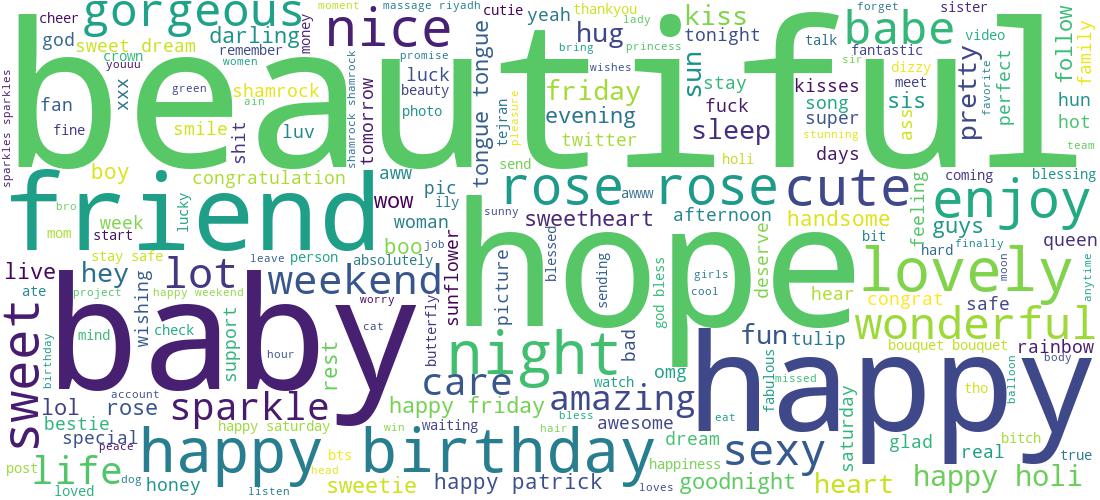 beautiful
friend
hope
baby
happy
happy birthday
gorgeous
nice
babe
rose rose
cute
enjoy
lovely
wonderful
night
weekend
sweet
sparkle
amazing
sexy
life
lot
care
pretty
sleep
fun
hug
kiss
sun
tongue tongue
cheer
god
sweet dream
crown
youuu
darling
remember
women
money
moment
massage riyadh
cutie
yeah
thankyou
lady
bring
princess
tonight
forget
sister
talk
fantastic
video
sir
dizzy
meet
favorite
perfect
follow
family
sparkles sparkles
fan
fine
xxx
green
ain
shamrock
smile
shit
luv
shamrock shamrock
tomorrow
promise
luck
beauty
photo
tejran
pleasure
wishes
friday
evening
twitter
stay
fuck
kisses
song
super
stunning
days
holi
sis
ass
hun
hot
team
send
boy
congratulation
aww
wow
pic
ily
awww
woman
bro
mom
week
start
lucky
boo
job
absolutely
stay safe
leave
person
sunny
sweetheart
afternoon
handsome
feeling
coming
blessing
guys
bit
hard
finally
queen
live
ate
hey
project
wishing
happy weekend
worry
sunflower
picture
blessed
sending
god bless
girls
cool
deserve
hear
congrat
moon
safe
anytime
mind
check
support
cat
hour
rest
butterfly
bad
omg
watch
tulip
bouquet bouquet
rainbow
body
birthday
lol
account
rose
bestie
special
peace
happy friday
happy saturday
win
waiting
bless
hair
awesome
dream
eat
fabulous
missed
saturday
tho
balloon
glad
real
bitch
true
post
loved
dog
honey
listen
bts
head
sweetie
happy patrick
loves
happiness
goodnight
heart
happy holi